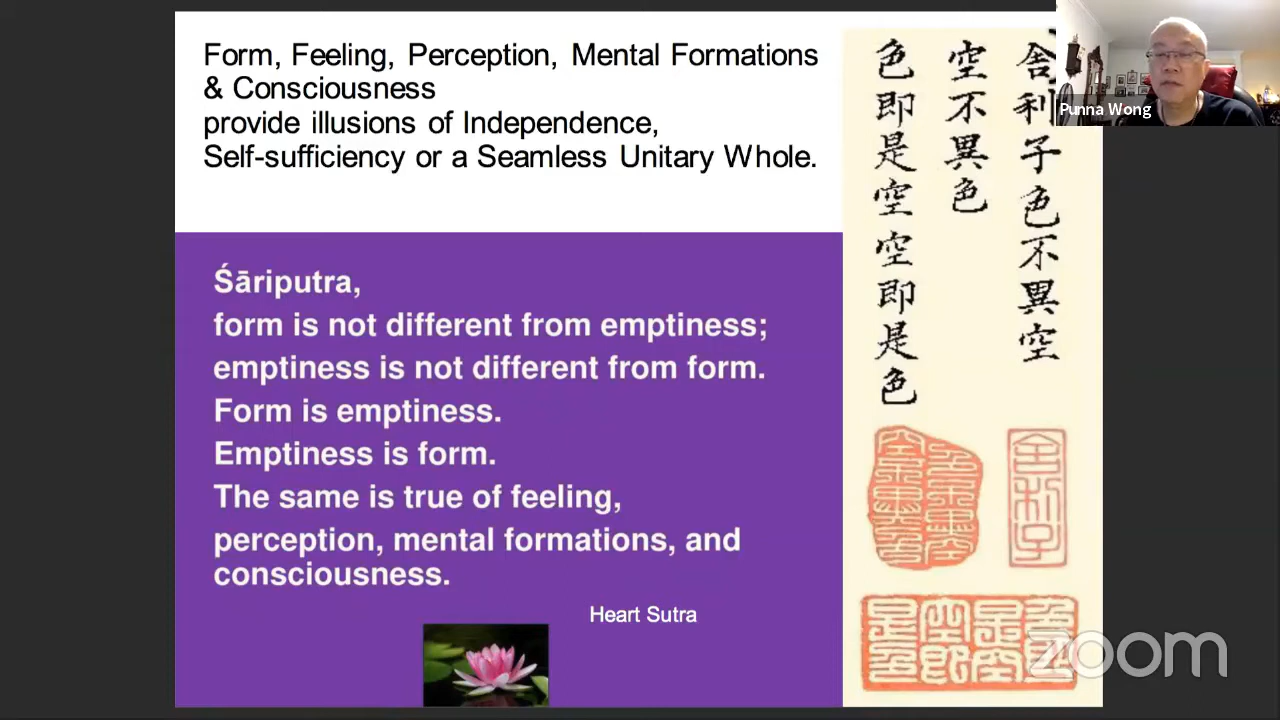 Form, Feeling, Perception, Mental Formations
& Consciousness
provide illusions of Independence,
Self-sufficiency or a Seamless Unitary Whole.
Śāriputra,
form is not different from emptiness;
emptiness is not different from form.
Form is emptiness.
Emptiness is form.
The same is true of feeling,
perception, mental formations, and
consciousness.
Heart Sutra
舍利子色不異空
空不異色
色即是空空即是色
Punna Wong
zoom